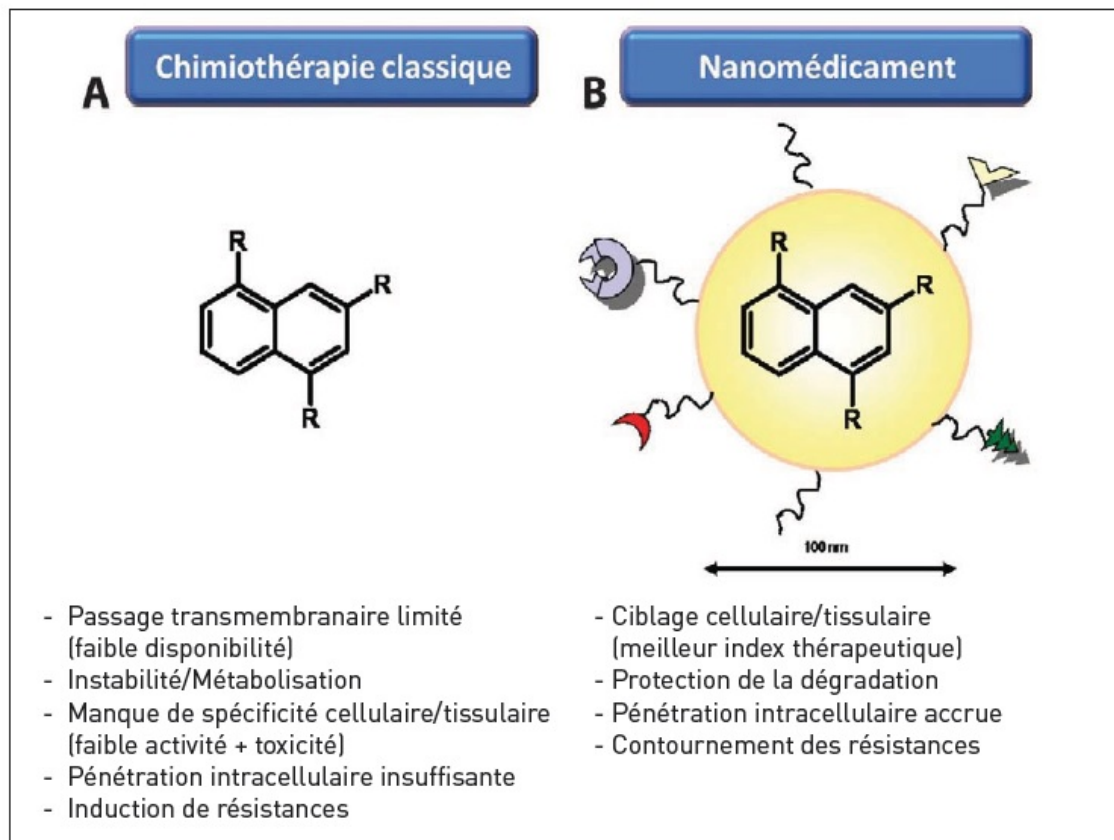 Chimiothérapie classique
A
R
R
R
- Passage transmembranaire limité
(faible disponibilité)
- Instabilité/Métabolisation
- Manque de spécificité cellulaire/tissulaire
(faible activité + toxicité)
- Pénétration intracellulaire insuffisante
- Induction de résistances
Nanomédicament
B
R
R
R
100 nm
- Ciblage cellulaire/tissulaire
(meilleur index thérapeutique)
- Protection de la dégradation
- Pénétration intracellulaire accrue
- Contournement des résistances